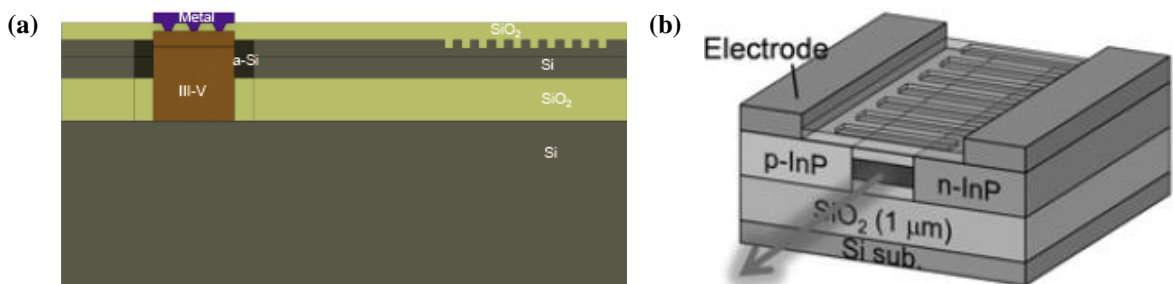 (a)
Metal
SiO₂
a-Si
Si
III-V
SiO₂
Si
(b)
Electrode
p-InP
n-InP
SiO₂ (1 μm)
Si sub.